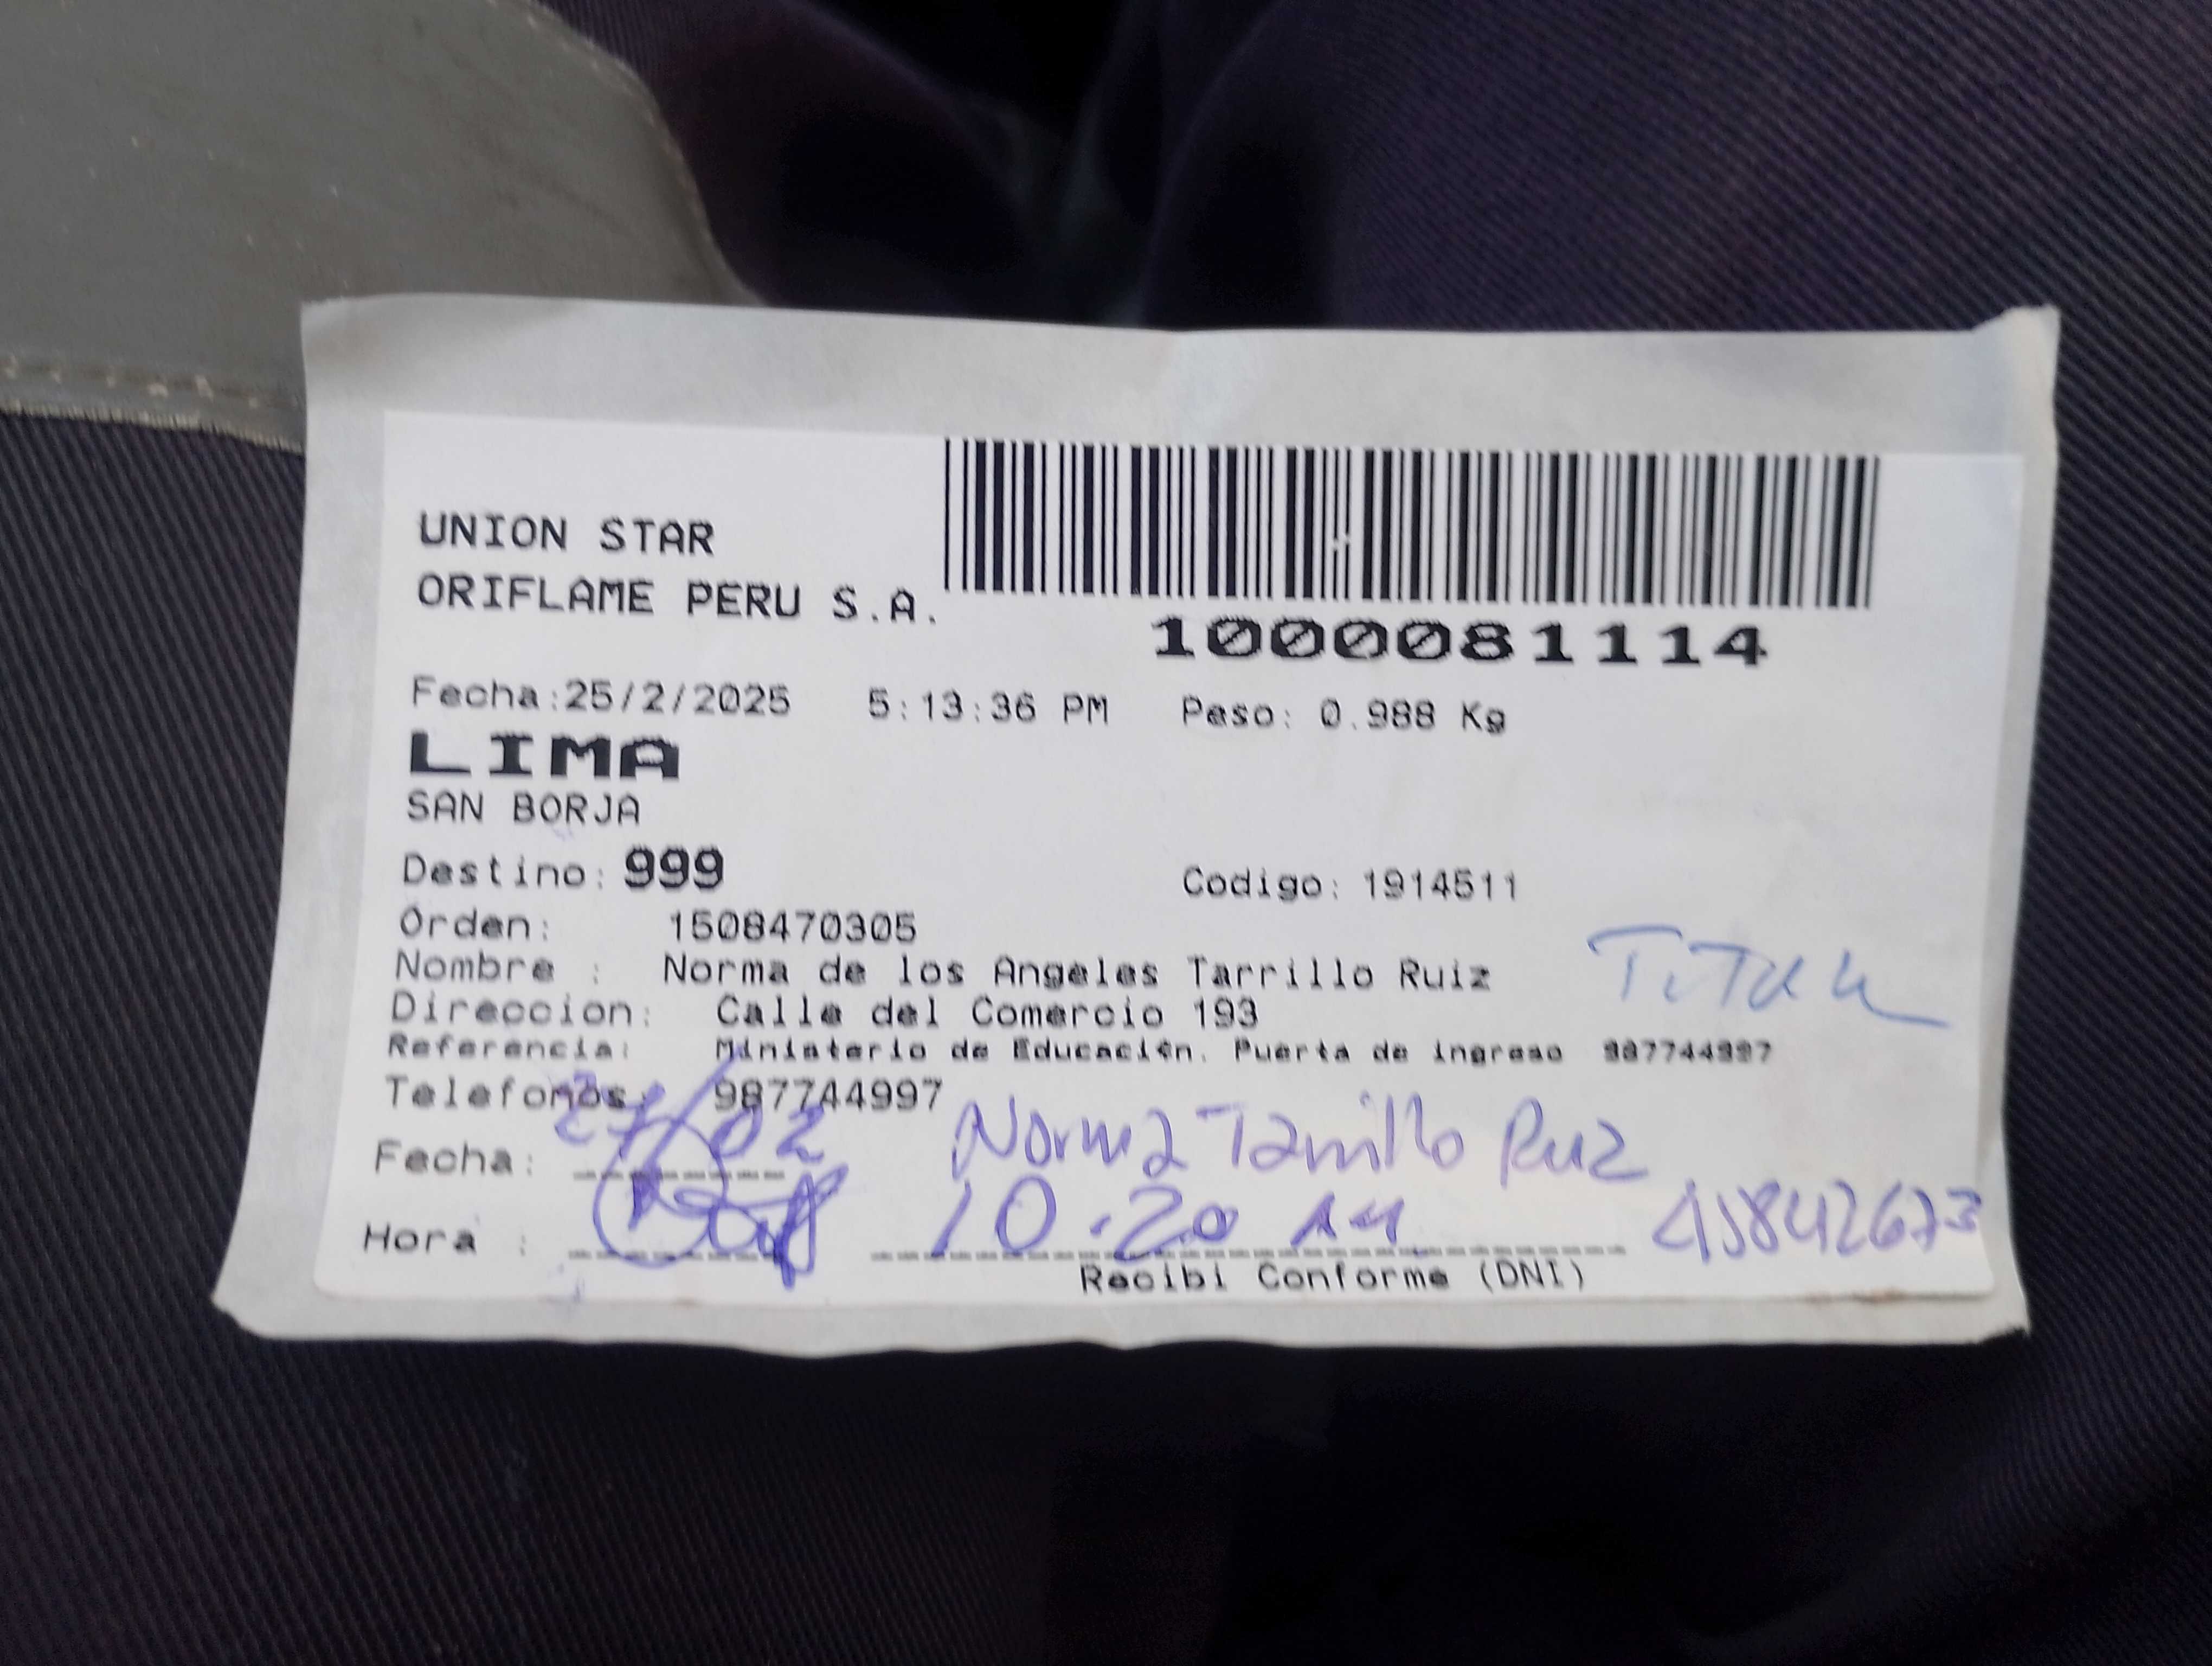 UNION STAR
ORIFLAME PERU S.A.
1000081114
Fecha:25/2/2025 5:13:36 PM Peso: 0.988 Kg
LIMA
SAN BORJA
Destino: 999 Codigo: 1914511
Orden: 1508470305
Nombre : Norma de los Angeles Tarrillo Ruiz
Titular
Direccion: Calle del Comercio 193
Referencia: Ministerio de Educación. Puerta de ingreso 987744997
Telefonos: 987744997
Fecha: 27/02 Norma Tarrillo Ruiz
Hora : 10.20 AM 45842673
Recibi Conforme (DNI)